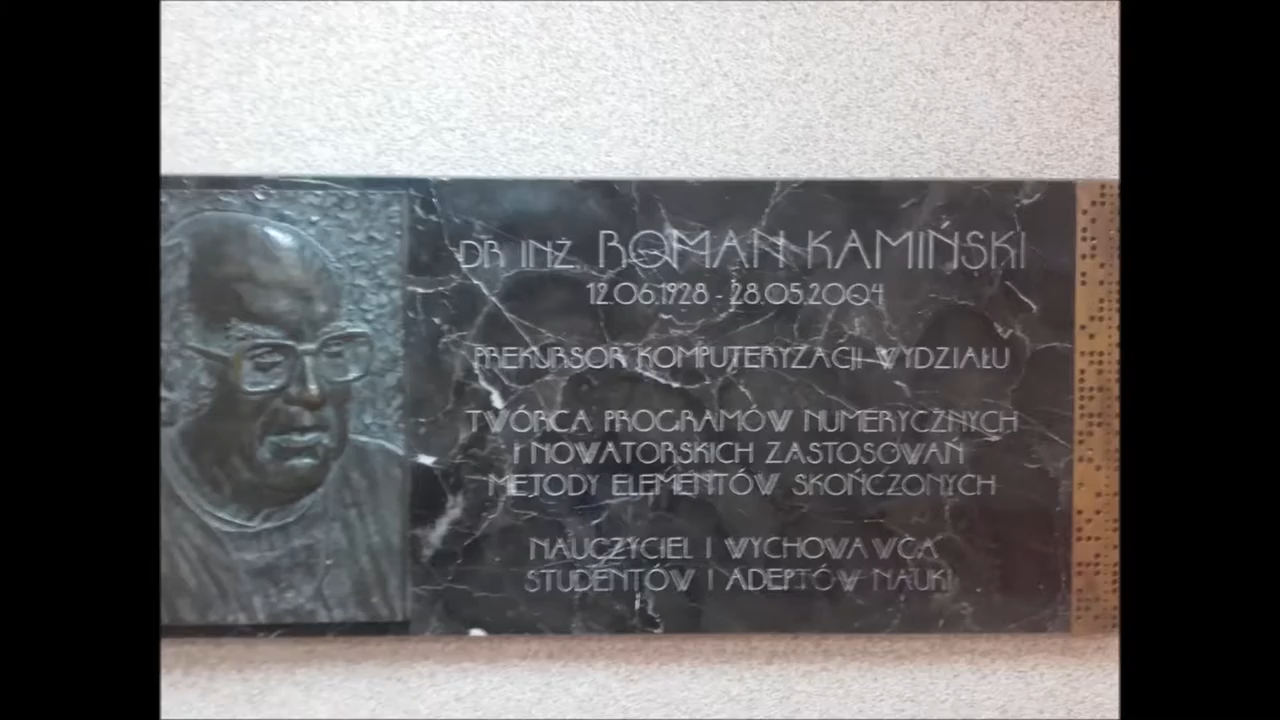 DR INŻ. ROMAN KAMIŃSKI
12.06.1928 - 28.05.2004
PREKURSOR KOMPUTERYZACJI WYDZIAŁU
TWÓRCA PROGRAMÓW NUMERYCZNYCH
I NOWATORSKICH ZASTOSOWAŃ
METODY ELEMENTÓW SKOŃCZONYCH
NAUCZYCIEL I WYCHOWAWCA
STUDENTÓW I ADEPTÓW NAUKI